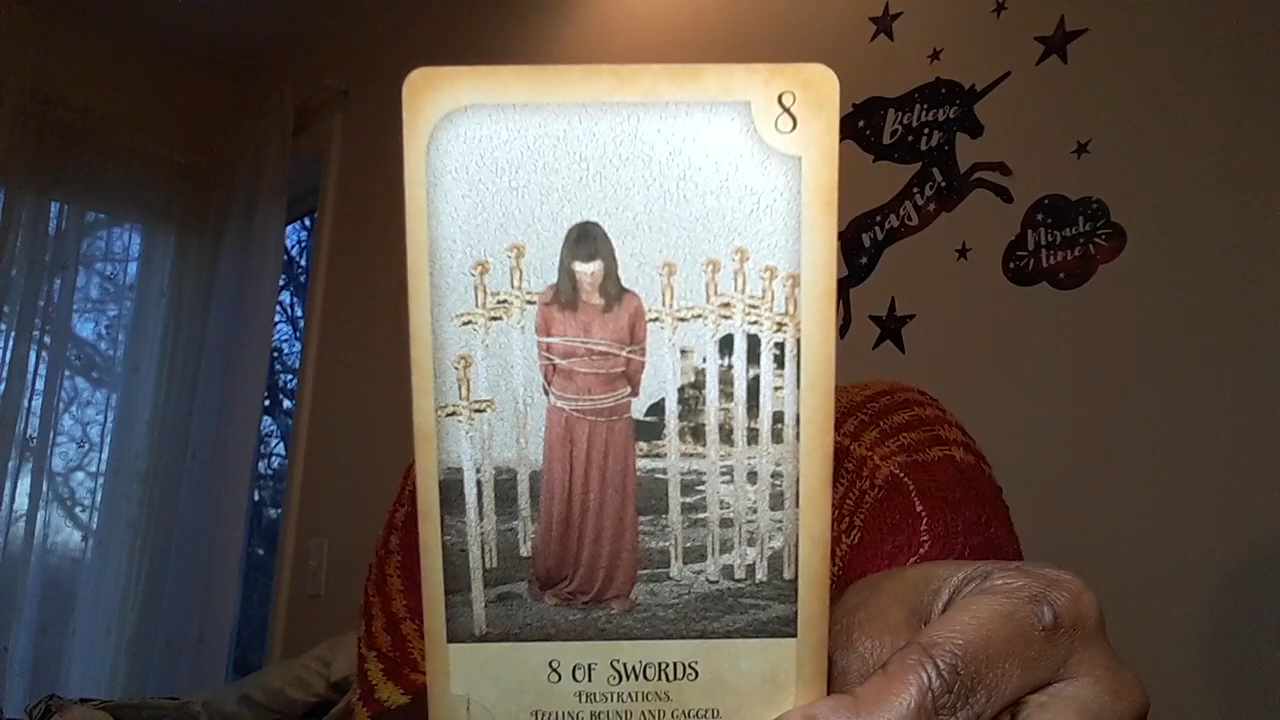 8
Believe
in
magic!
Miracle
time
8 OF SWORDS
FRUSTRATIONS.
FEELING BOUND AND GAGGED.